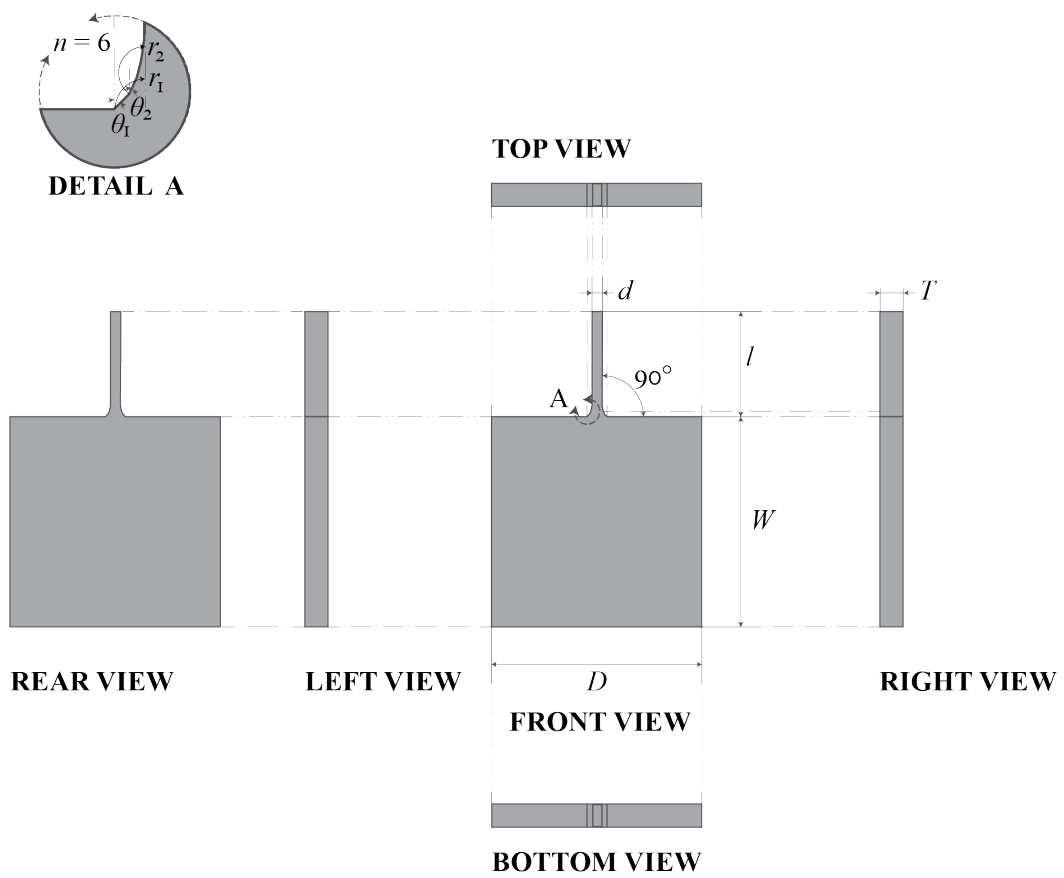 n = 6
r2
r1
θ2
θ1
DETAIL A
TOP VIEW
d
T
l
90°
A
W
REAR VIEW
LEFT VIEW
D
RIGHT VIEW
FRONT VIEW
BOTTOM VIEW